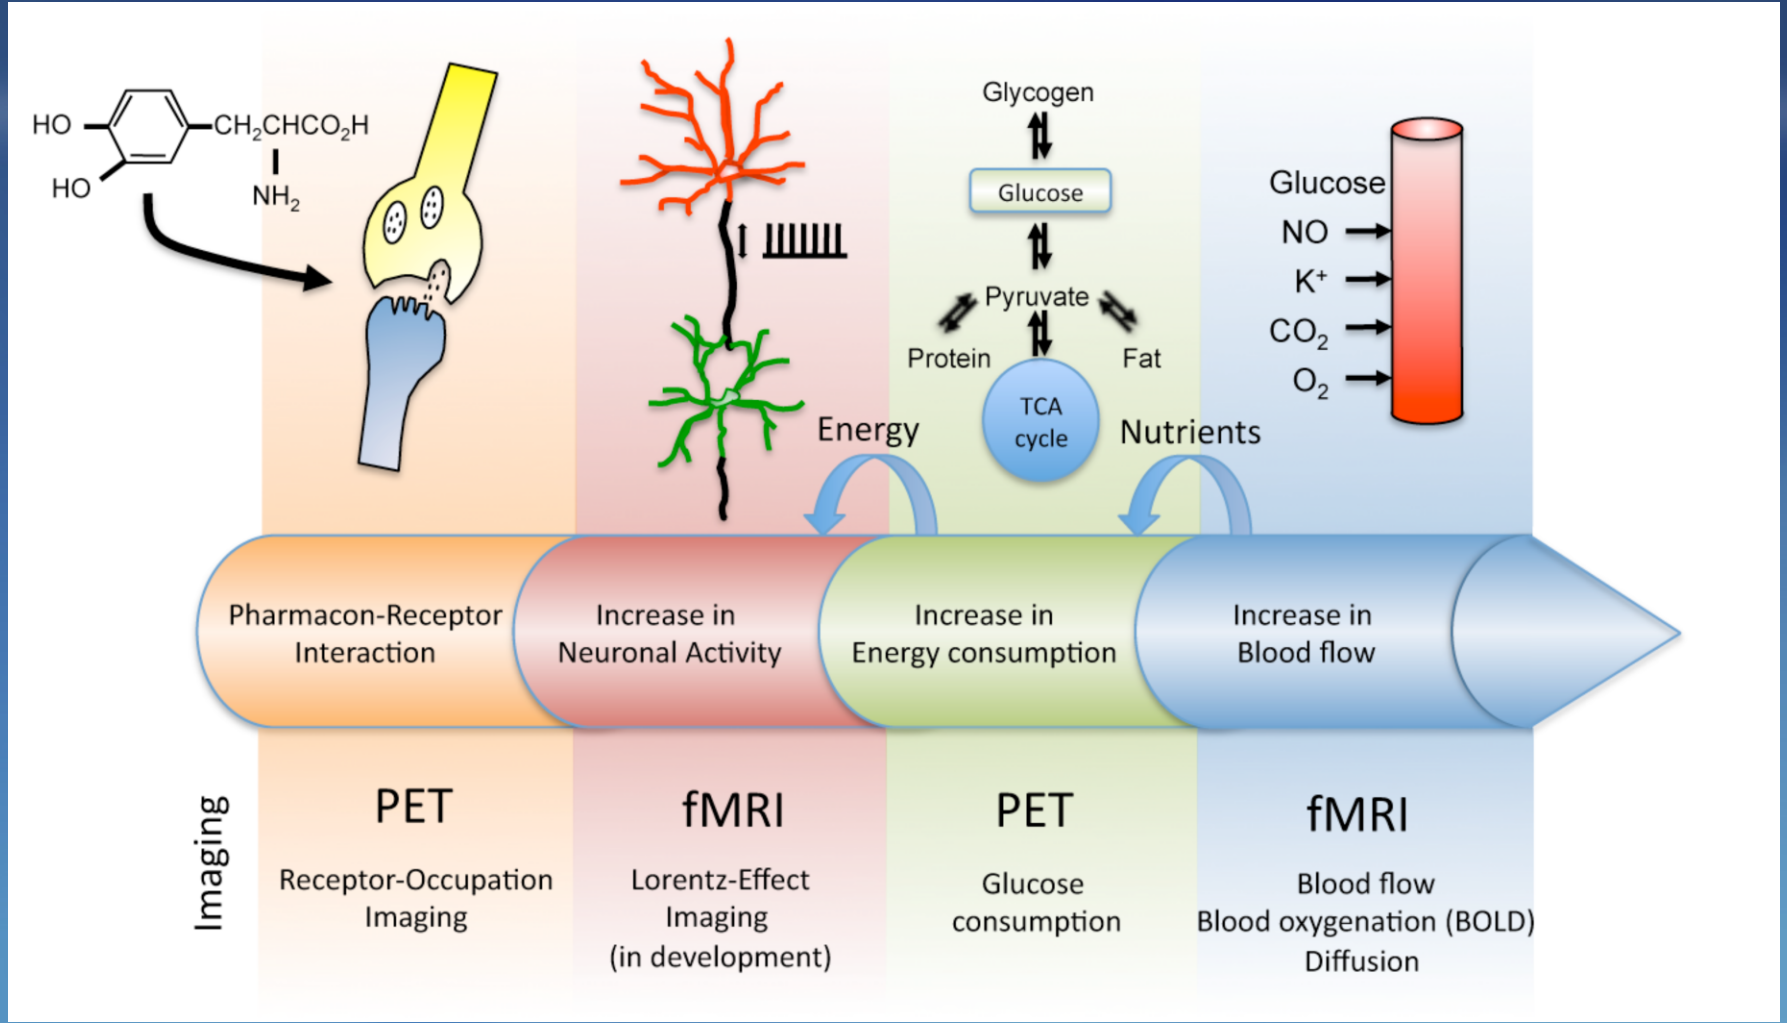 HO
CH₂CHCO₂H
HO
NH₂
Glycogen
Glucose
Pyruvate
Protein
Fat
TCA
cycle
Glucose
NO
K⁺
CO₂
O₂
Energy
Nutrients
Pharmacon-Receptor
Interaction
Increase in
Neuronal Activity
Increase in
Energy consumption
Increase in
Blood flow
Imaging
PET
Receptor-Occupation
Imaging
fMRI
Lorentz-Effect
Imaging
(in development)
PET
Glucose
consumption
fMRI
Blood flow
Blood oxygenation (BOLD)
Diffusion